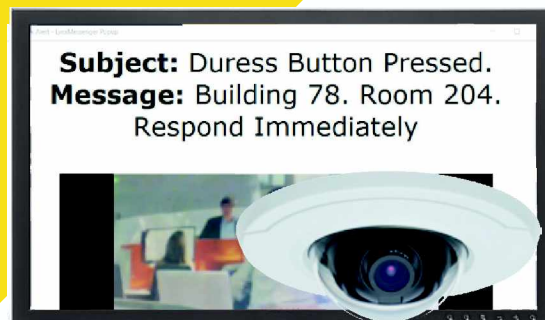 Subject: Duress Button Pressed.
Message: Building 78. Room 204.
Respond Immediately